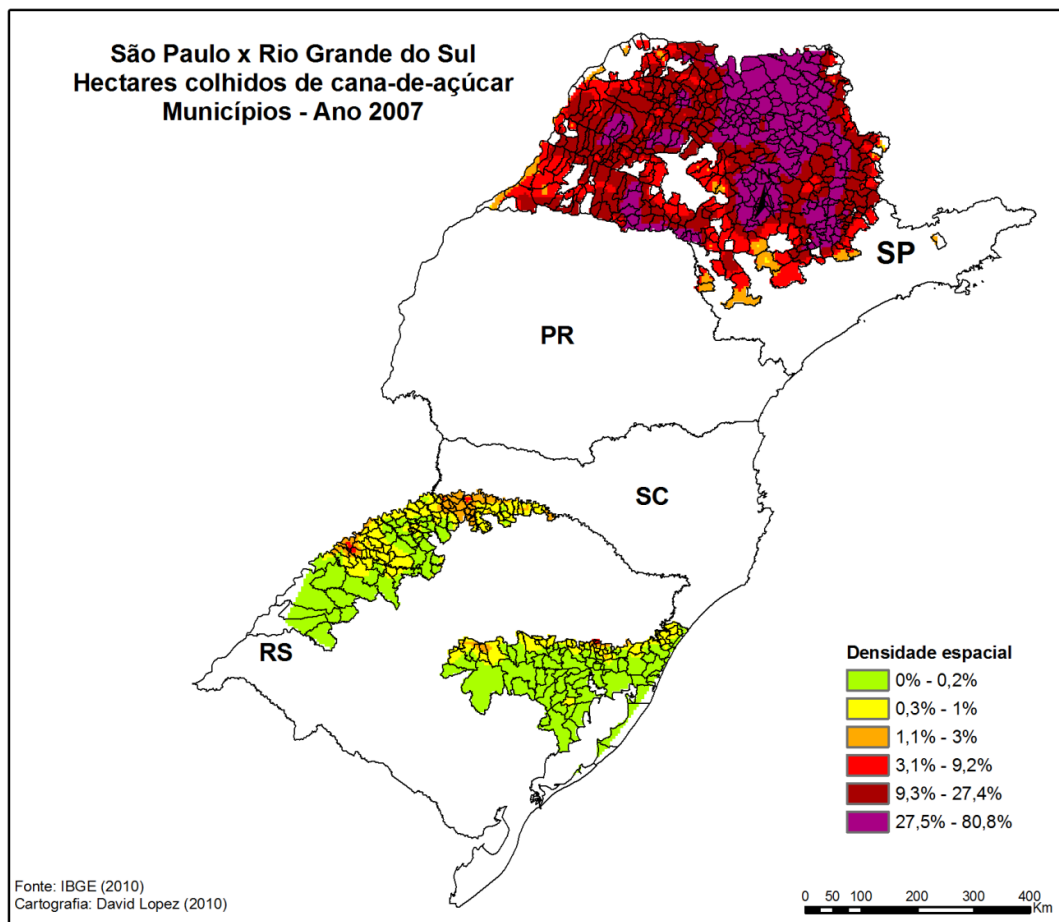 São Paulo x Rio Grande do Sul
Hectares colhidos de cana-de-açúcar
Municípios - Ano 2007
SP
PR
SC
RS
Densidade espacial
0% - 0,2%
0,3% - 1%
1,1% - 3%
3,1% - 9,2%
9,3% - 27,4%
27,5% - 80,8%
Fonte: IBGE (2010)
Cartografia: David Lopez (2010)
0 50 100 200 300 400
Km